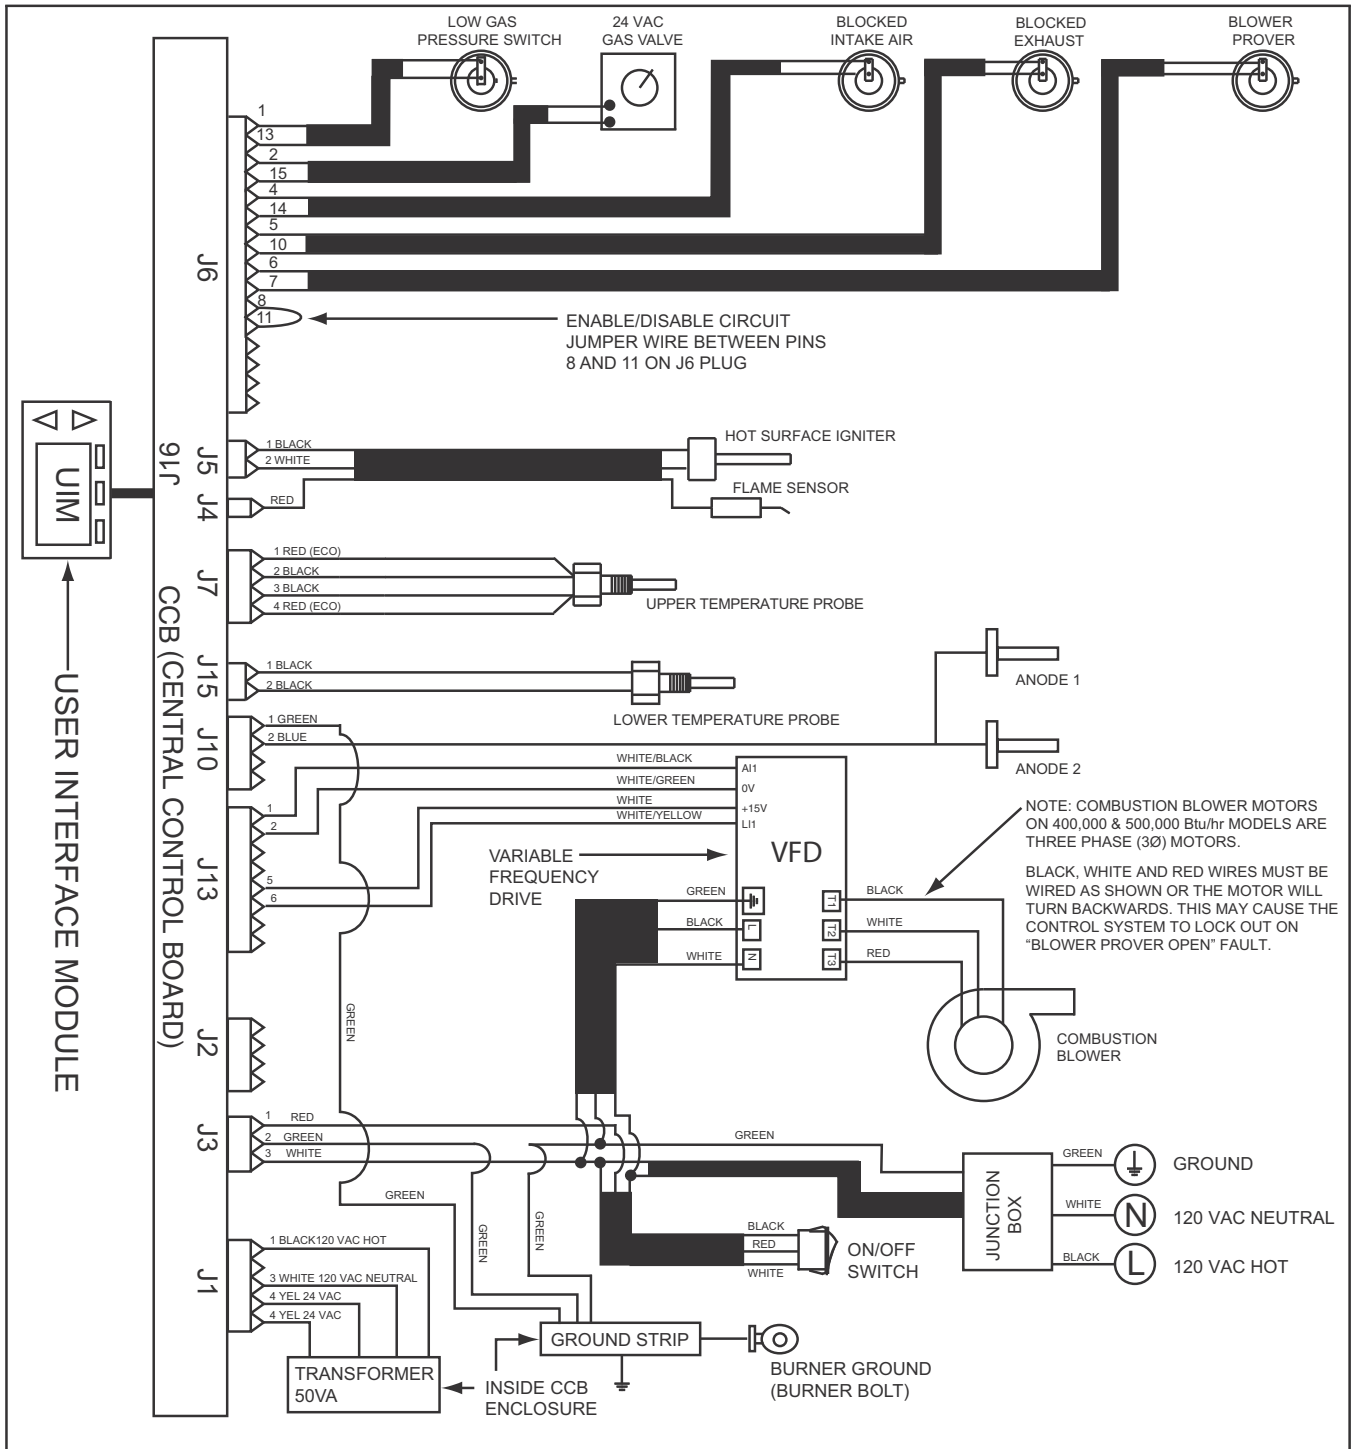 LOW GAS
PRESSURE SWITCH
24 VAC
GAS VALVE
BLOCKED
INTAKE AIR
BLOCKED
EXHAUST
BLOWER
PROVER
1
13
2
15
4
14
5
10
6
7
8
11
J6
ENABLE/DISABLE CIRCUIT
JUMPER WIRE BETWEEN PINS
8 AND 11 ON J6 PLUG
UIM
J16
USER INTERFACE MODULE
CCB (CENTRAL CONTROL BOARD)
J5
1 BLACK
2 WHITE
HOT SURFACE IGNITER
J4
RED
FLAME SENSOR
J7
1 RED (ECO)
2 BLACK
3 BLACK
4 RED (ECO)
UPPER TEMPERATURE PROBE
J15
1 BLACK
2 BLACK
LOWER TEMPERATURE PROBE
ANODE 1
ANODE 2
J10
1 GREEN
2 BLUE
J13
1
2
5
6
WHITE/BLACK
WHITE/GREEN
WHITE
WHITE/YELLOW
AI1
0V
+15V
LI1
VFD
VARIABLE
FREQUENCY
DRIVE
GREEN
BLACK
WHITE
L
N
T1
T2
T3
BLACK
WHITE
RED
NOTE: COMBUSTION BLOWER MOTORS
ON 400,000 & 500,000 Btu/hr MODELS ARE
THREE PHASE (3Ø) MOTORS.
BLACK, WHITE AND RED WIRES MUST BE
WIRED AS SHOWN OR THE MOTOR WILL
TURN BACKWARDS. THIS MAY CAUSE THE
CONTROL SYSTEM TO LOCK OUT ON
“BLOWER PROVER OPEN” FAULT.
COMBUSTION
BLOWER
GREEN
J2
J3
1 RED
2 GREEN
3 WHITE
GREEN
GREEN
GREEN
GREEN
JUNCTION
BOX
GREEN
WHITE
BLACK
N
L
GROUND
120 VAC NEUTRAL
120 VAC HOT
BLACK
RED
WHITE
ON/OFF
SWITCH
J1
1 BLACK120 VAC HOT
3 WHITE 120 VAC NEUTRAL
4 YEL 24 VAC
4 YEL 24 VAC
TRANSFORMER
50VA
INSIDE CCB
ENCLOSURE
GROUND STRIP
BURNER GROUND
(BURNER BOLT)